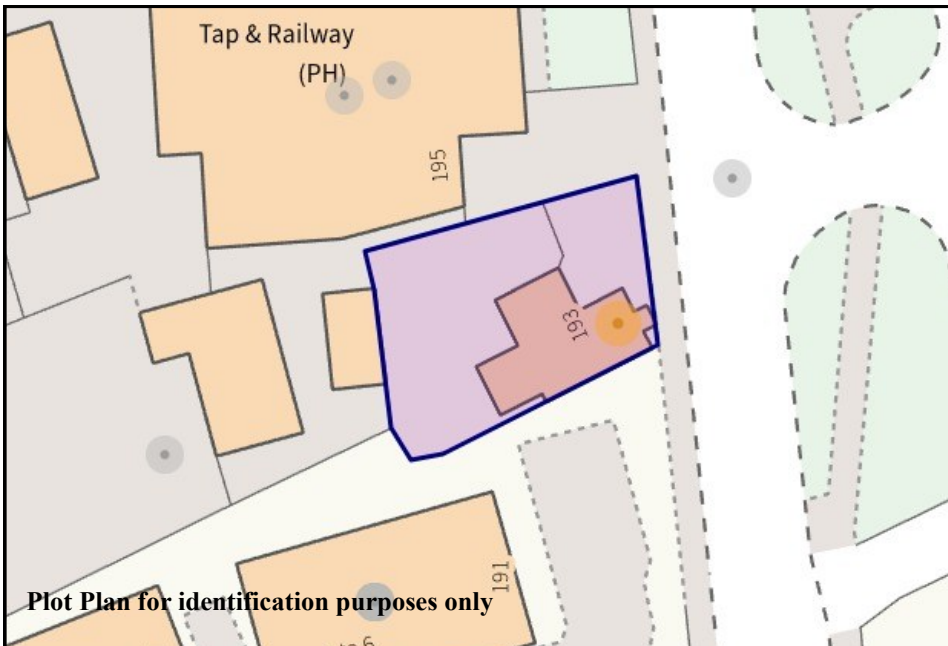 Tap & Railway
(PH)
195
193
191
Plot Plan for identification purposes only